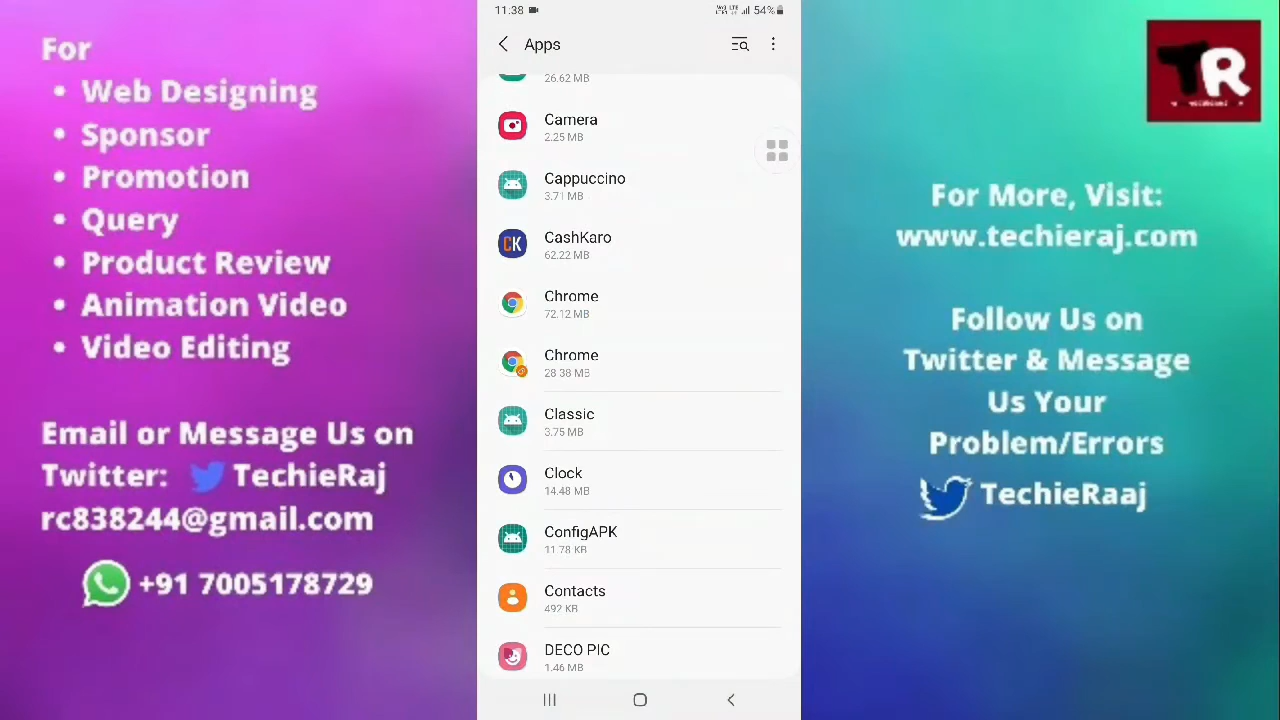 For
• Web Designing
• Sponsor
• Promotion
• Query
• Product Review
• Animation Video
• Video Editing
Email or Message Us on
Twitter: TechieRaj
rc838244@gmail.com
+91 7005178729
11:38
54%
Apps
26.62 MB
Camera
2.25 MB
Cappuccino
3.71 MB
CK
CashKaro
62.22 MB
Chrome
72.12 MB
Chrome
28.38 MB
Classic
3.75 MB
Clock
14.48 MB
ConfigAPK
11.78 KB
Contacts
492 KB
DECO PIC
1.46 MB
TR
For More, Visit:
www.techieraj.com
Follow Us on
Twitter & Message
Us Your
Problem/Errors
TechieRaaj